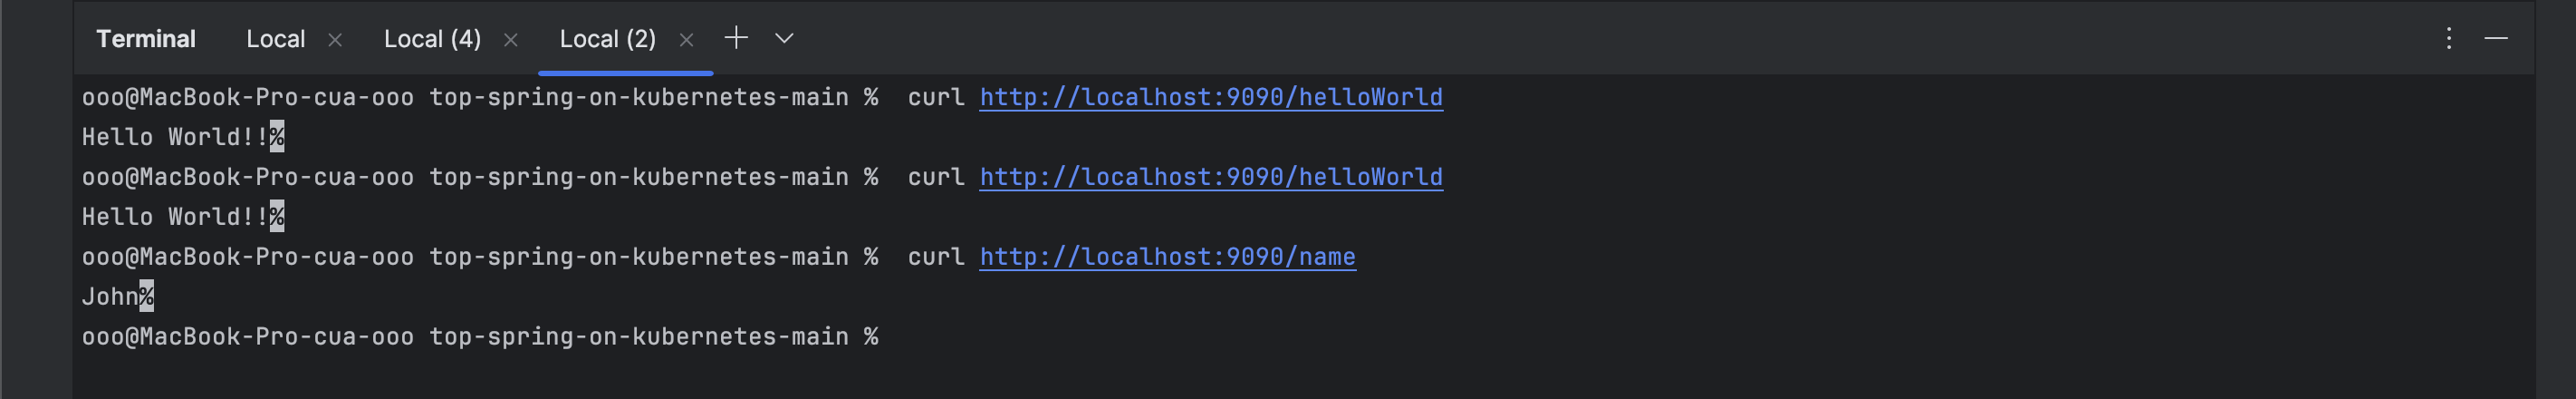 Terminal Local Local (4) Local (2)
ooo@MacBook-Pro-cua-ooo top-spring-on-kubernetes-main %  curl http://localhost:9090/helloWorld
Hello World!!%
ooo@MacBook-Pro-cua-ooo top-spring-on-kubernetes-main %  curl http://localhost:9090/helloWorld
Hello World!!%
ooo@MacBook-Pro-cua-ooo top-spring-on-kubernetes-main %  curl http://localhost:9090/name
John%
ooo@MacBook-Pro-cua-ooo top-spring-on-kubernetes-main %